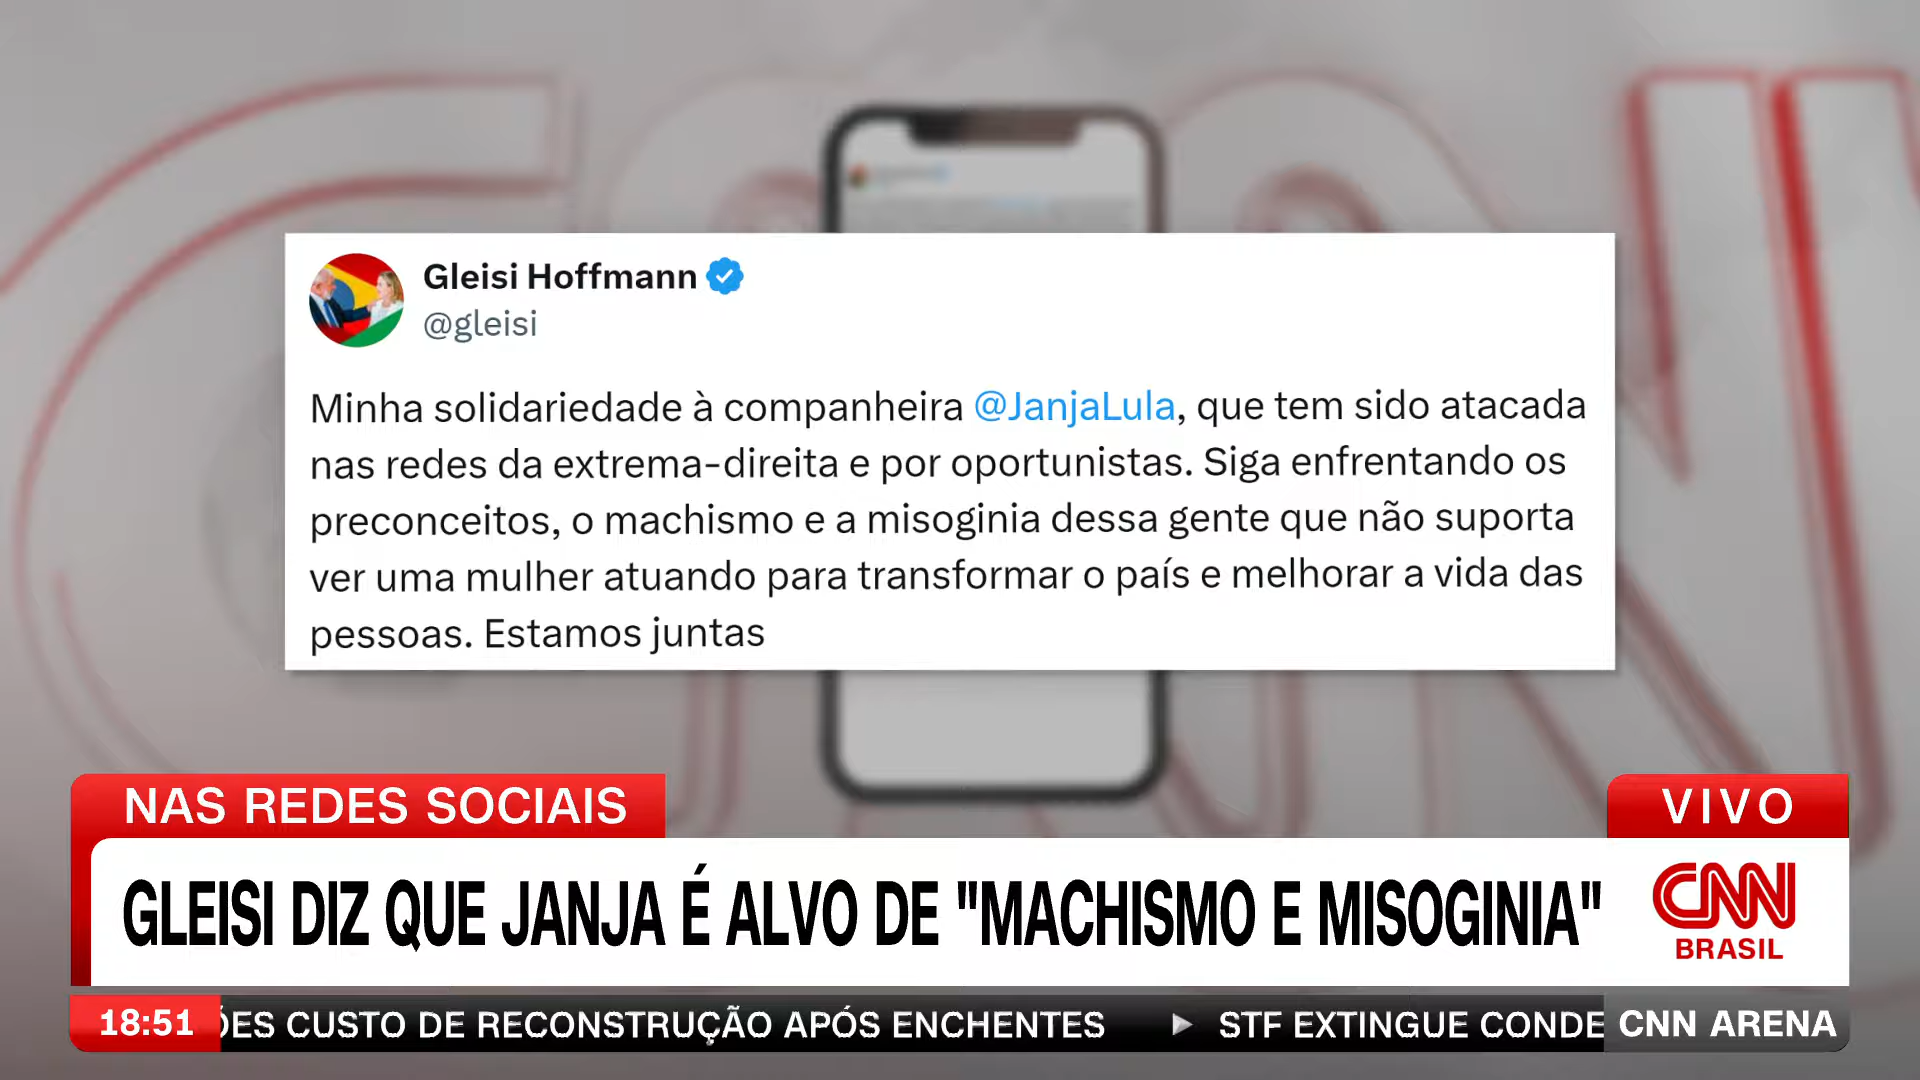 Gleisi Hoffmann
@gleisi
Minha solidariedade à companheira @JanjaLula, que tem sido atacada
nas redes da extrema-direita e por oportunistas. Siga enfrentando os
preconceitos, o machismo e a misoginia dessa gente que não suporta
ver uma mulher atuando para transformar o país e melhorar a vida das
pessoas. Estamos juntas
NAS REDES SOCIAIS
VIVO
GLEISI DIZ QUE JANJA É ALVO DE "MACHISMO E MISOGINIA"
CNN
BRASIL
18:51
ÕES CUSTO DE RECONSTRUÇÃO APÓS ENCHENTES
STF EXTINGUE CONDE
CNN ARENA